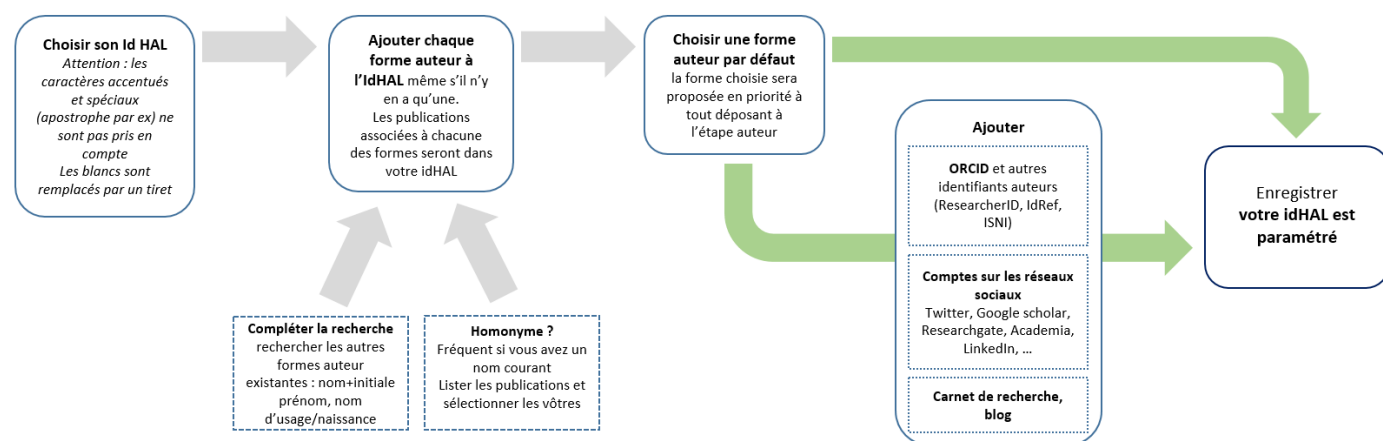 Choisir son Id HAL
Attention : les
caractères accentués
et spéciaux
(apostrophe par ex) ne
sont pas pris en
compte
Les blancs sont
remplacés par un tiret
Ajouter chaque
forme auteur à
l'IdHAL même s'il n'y
en a qu'une.
Les publications
associées à chacune
des formes seront dans
votre idHAL
Compléter la recherche
rechercher les autres
formes auteur
existantes : nom+initiale
prénom, nom
d'usage/naissance
Homonyme ?
Fréquent si vous avez un
nom courant
Lister les publications et
sélectionner les vôtres
Choisir une forme
auteur par défaut
la forme choisie sera
proposée en priorité à
tout déposant à
l'étape auteur
Ajouter
ORCID et autres
identifiants auteurs
(ResearcherID, IdRef,
ISNI)
Comptes sur les réseaux
sociaux
Twitter, Google scholar,
Researchgate, Academia,
LinkedIn, ...
Carnet de recherche,
blog
Enregistrer
votre idHAL est
paramétré